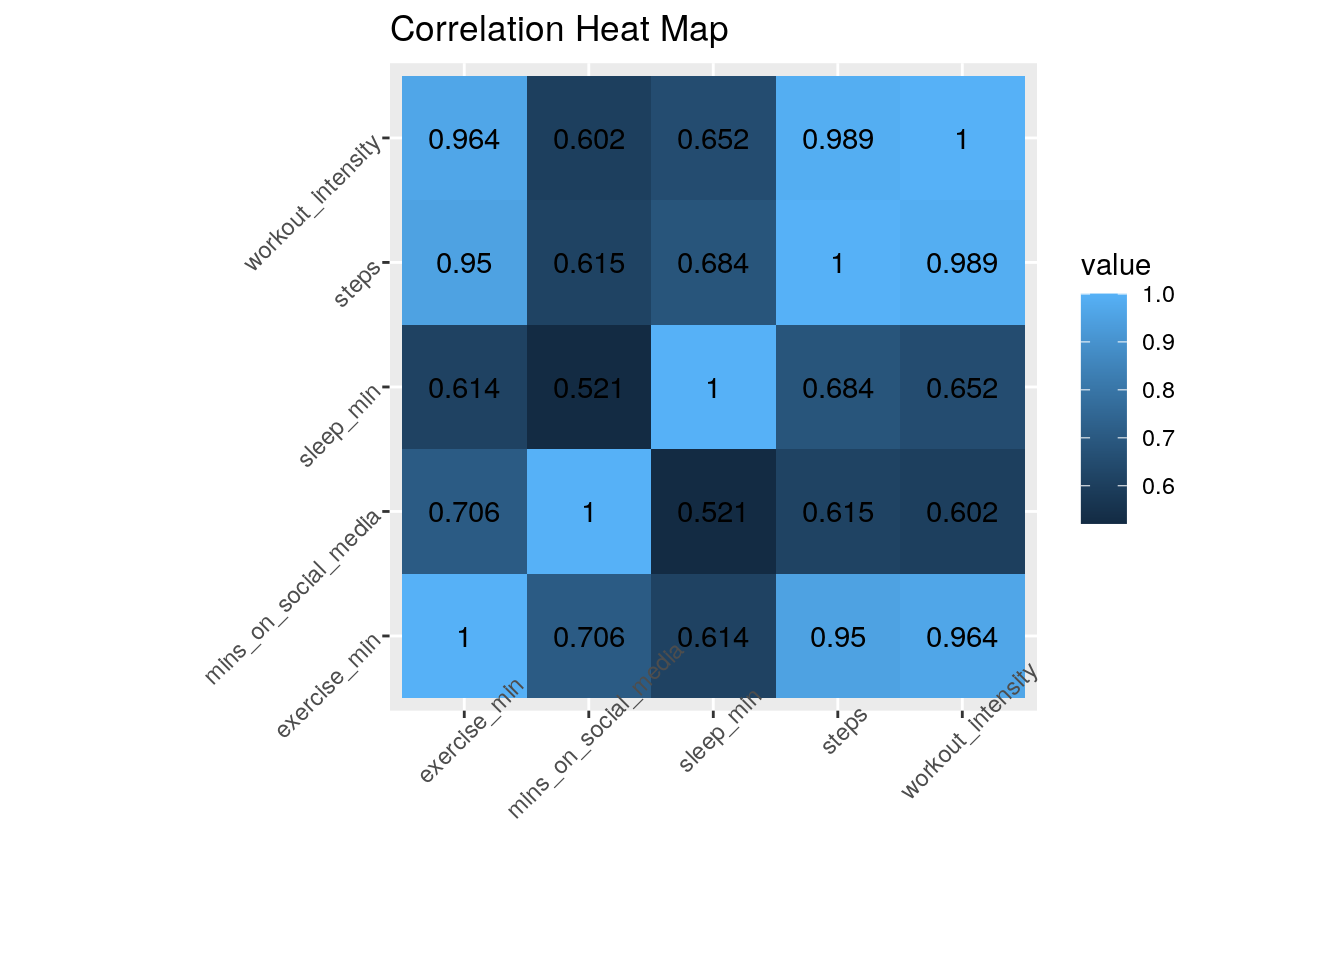 Correlation Heat Map
workout_intensity
0.964 0.602 0.652 0.989 1
steps
0.95 0.615 0.684 1 0.989
sleep_min
0.614 0.521 1 0.684 0.652
mins_on_social_media
0.706 1 0.521 0.615 0.602
exercise_min
1 0.706 0.614 0.95 0.964
exercise_min
mins_on_social_media
sleep_min
steps
workout_intensity
value
1.0
0.9
0.8
0.7
0.6